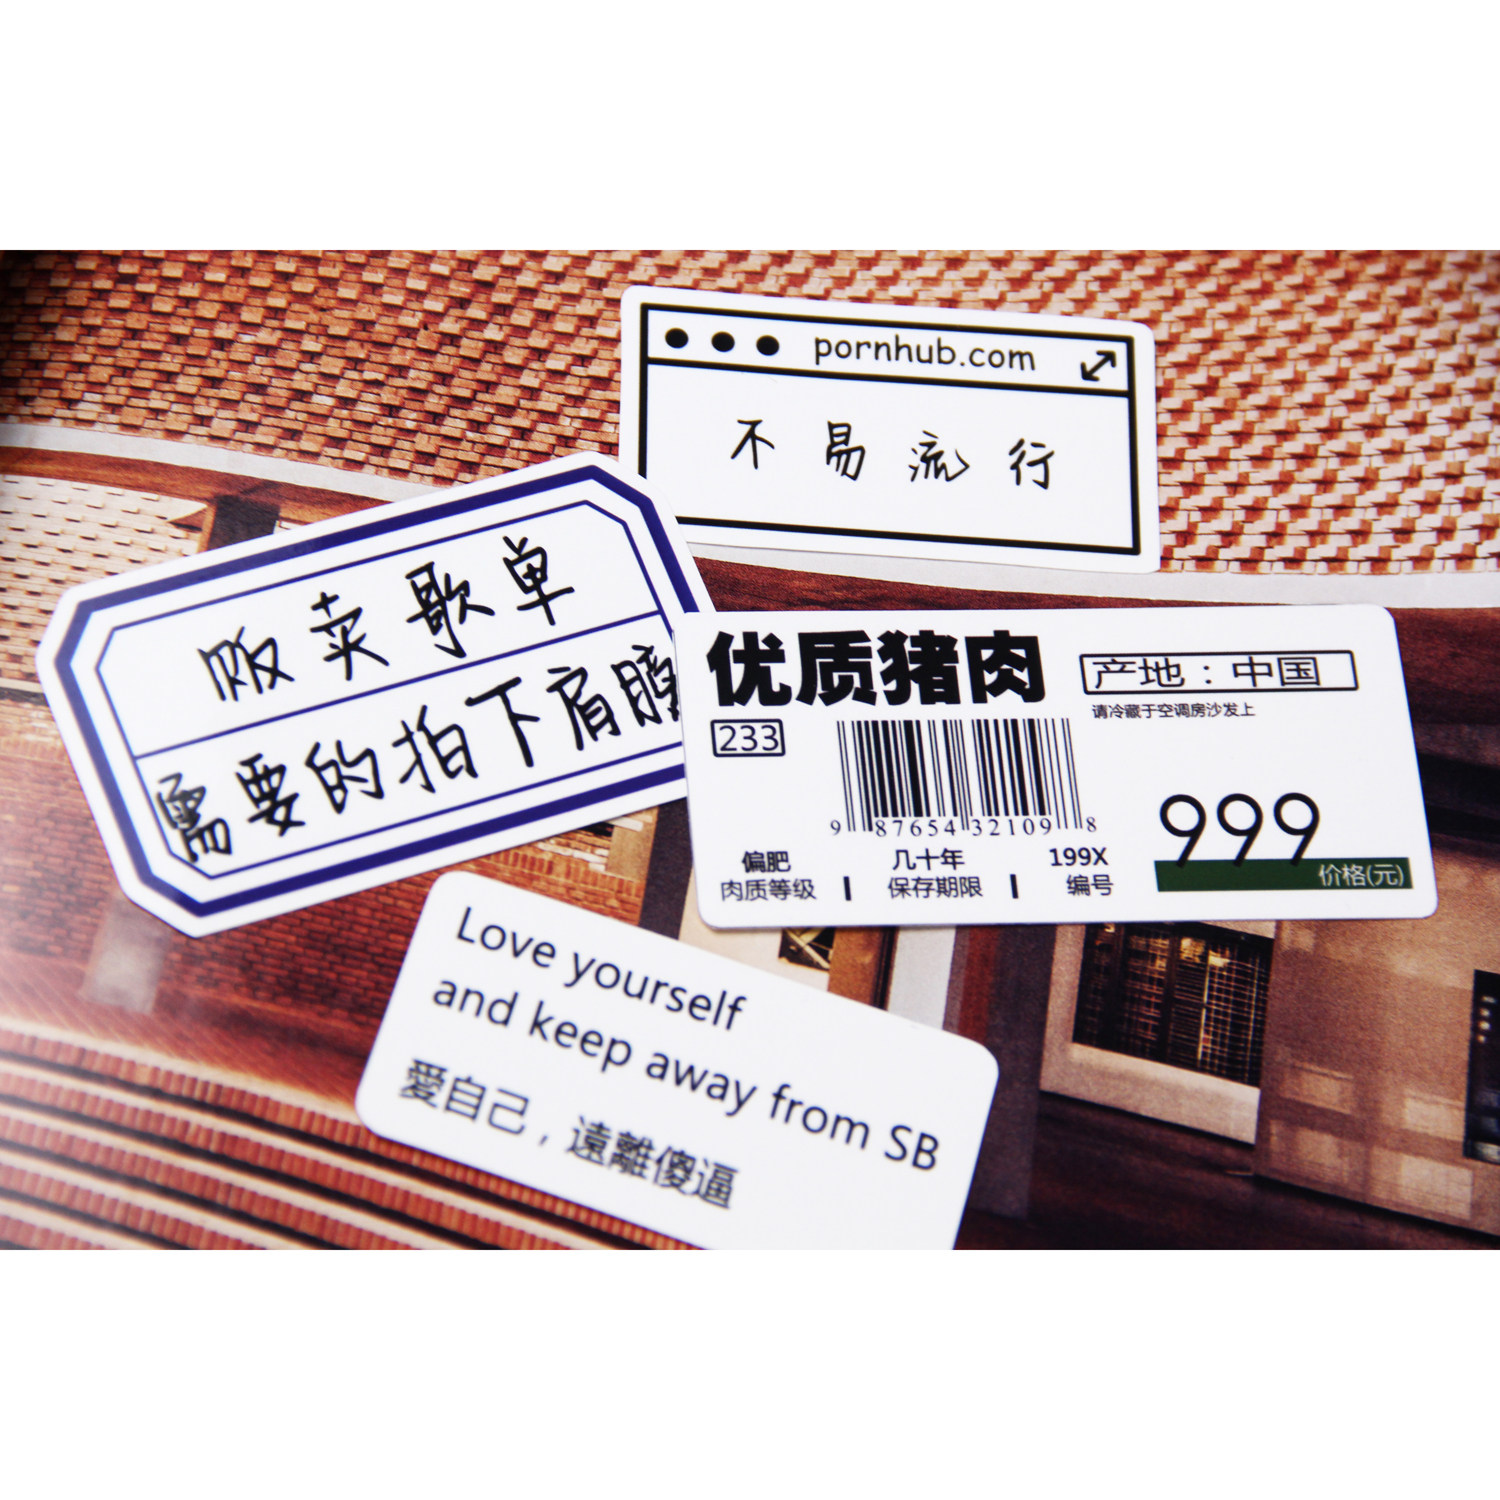 pornhub.com
不易流行
贩卖歌单
需要的拍下肩膀
优质猪肉
产地：中国
请冷藏于空调房沙发上
233
9 87654 32109 8
999
价格(元)
偏肥 几十年 199X
肉质等级 保存期限 编号
Love yourself
and keep away from SB
愛自己，遠離傻逼